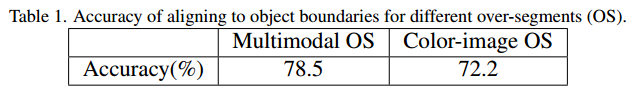 Table 1. Accuracy of aligning to object boundaries for different over-segments (OS).
Multimodal OS Color-image OS
Accuracy(%) 78.5 72.2